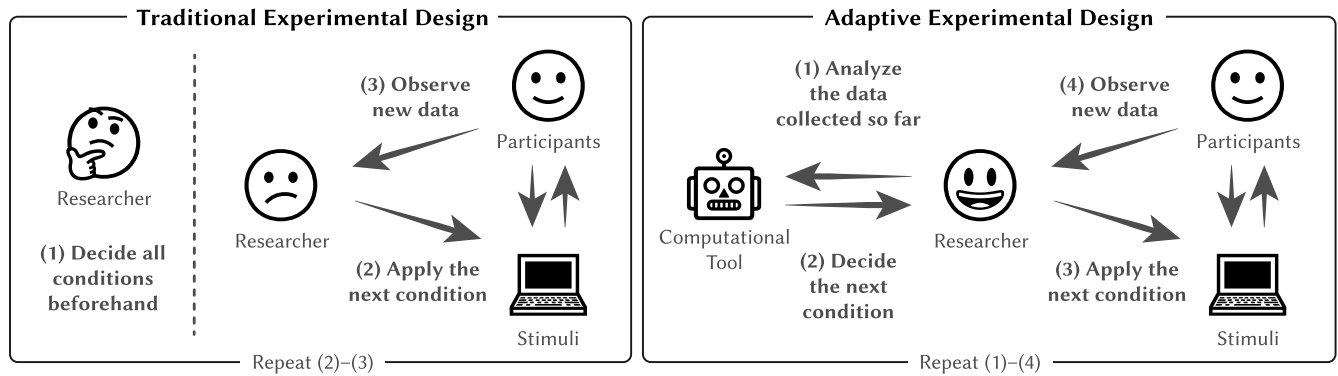 Traditional Experimental Design
Researcher
(1) Decide all
conditions
beforehand
Researcher
(3) Observe
new data
Participants
(2) Apply the
next condition
Stimuli
Repeat (2)–(3)
Adaptive Experimental Design
(1) Analyze
the data
collected so far
Computational
Tool
(2) Decide
the next
condition
Researcher
(4) Observe
new data
Participants
(3) Apply the
next condition
Stimuli
Repeat (1)–(4)